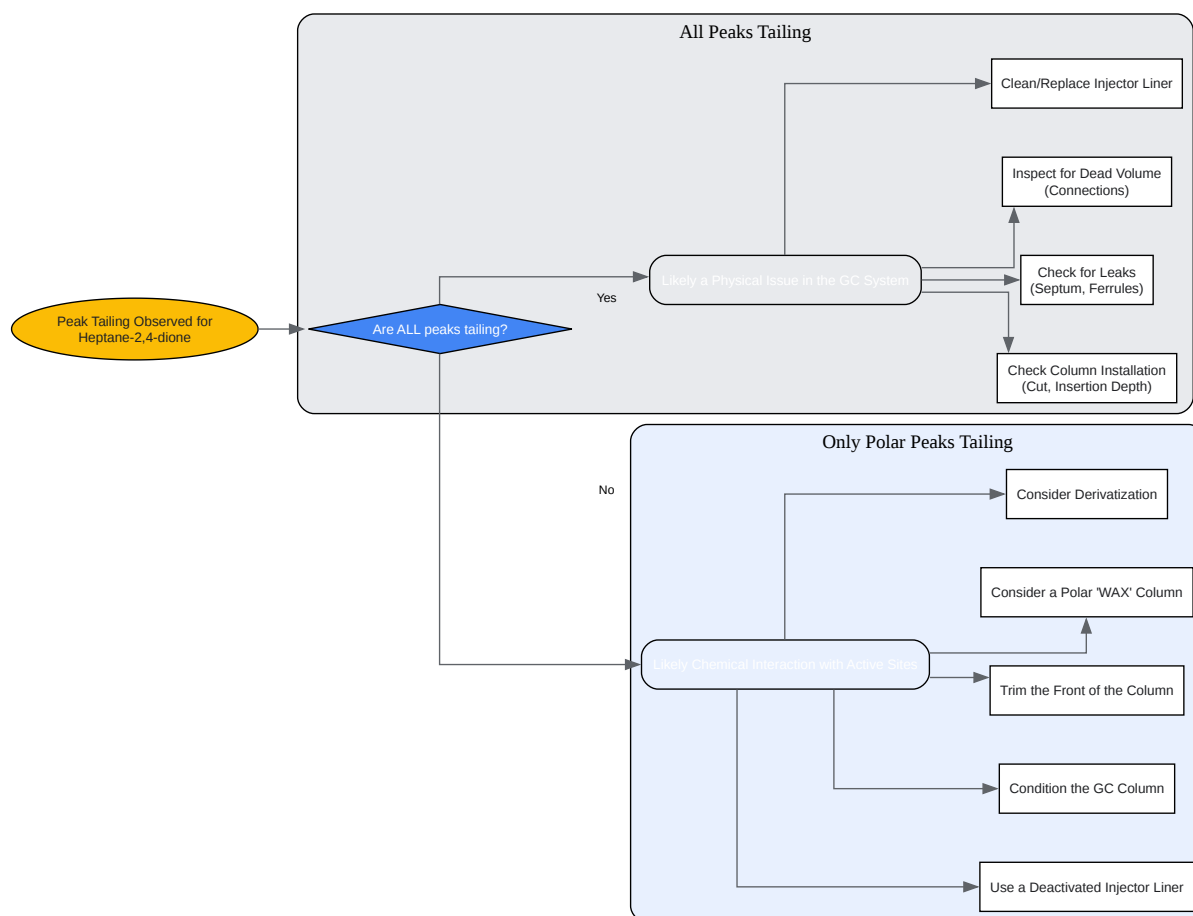 All Peaks Tailing
Clean/Replace Injector Liner
Inspect for Dead Volume
(Connections)
Likely a Physical Issue in the GC System
Check for Leaks
(Septum, Ferrules)
Yes
Peak Tailing Observed for
Heptane-2,4-dione
Are ALL peaks tailing?
Check Column Installation
(Cut, Insertion Depth)
Only Polar Peaks Tailing
No
Consider Derivatization
Consider a Polar 'WAX' Column
Likely Chemical Interaction with Active Sites
Trim the Front of the Column
Condition the GC Column
Use a Deactivated Injector Liner